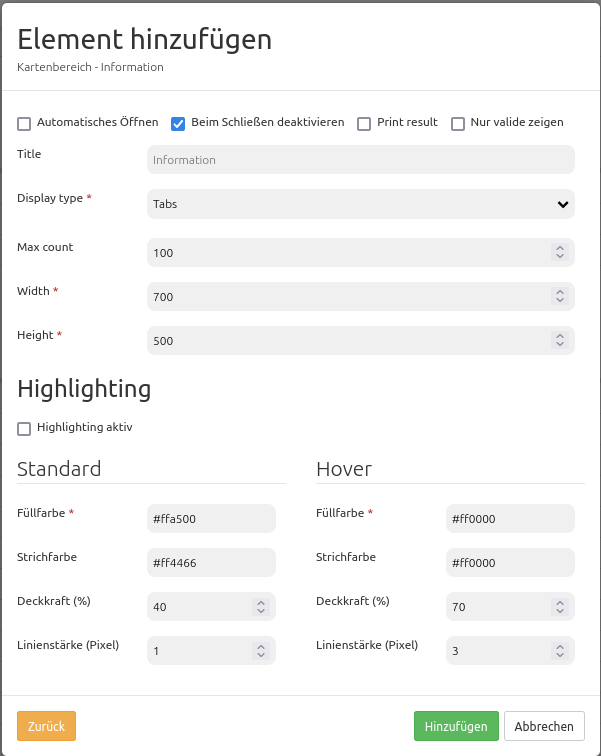 Element hinzufügen
Kartenbereich - Information
Automatisches Öffnen Beim Schließen deaktivieren Print result Nur valide zeigen
Title Information
Display type * Tabs
Max count 100
Width * 700
Height * 500
Highlighting
Highlighting aktiv
Standard Hover
Füllfarbe * #ffa500 Füllfarbe * #ff0000
Strichfarbe #ff4466 Strichfarbe #ff0000
Deckkraft (%) 40 Deckkraft (%) 70
Linienstärke (Pixel) 1 Linienstärke (Pixel) 3
Zurück Hinzufügen Abbrechen